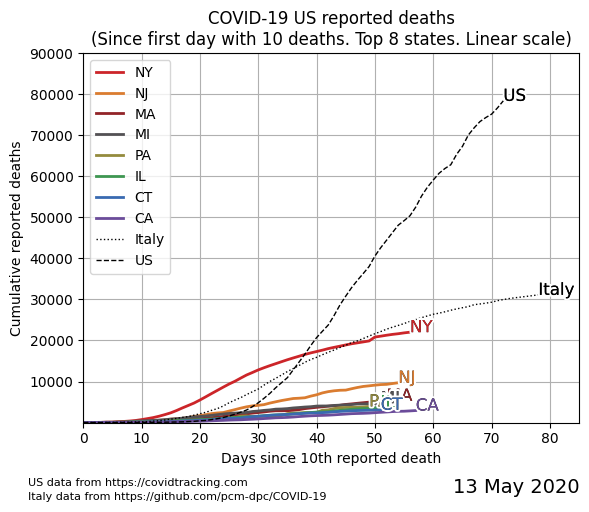 COVID-19 US reported deaths
(Since first day with 10 deaths. Top 8 states. Linear scale)
Cumulative reported deaths
90000
80000
70000
60000
50000
40000
30000
20000
10000
NY
NJ
MA
MI
PA
IL
CT
CA
Italy
US
US
Italy
NY
NJ
CT
CA
0
10
20
30
40
50
60
70
80
Days since 10th reported death
US data from https://covidtracking.com
Italy data from https://github.com/pcm-dpc/COVID-19
13 May 2020